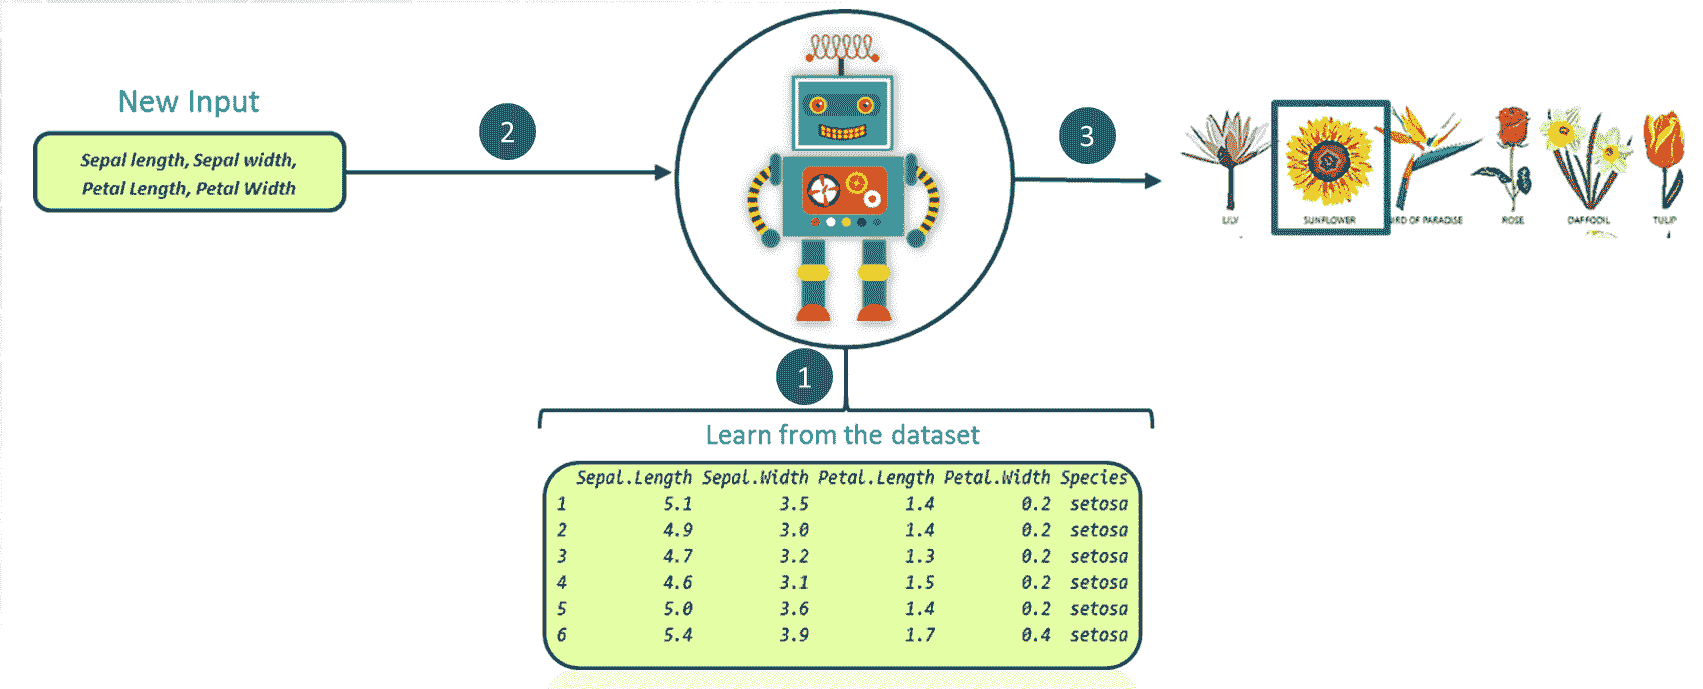 New Input
Sepal length, Sepal width,
Petal Length, Petal Width
2
3
LILY
SUNFLOWER
IRD OF PARADISE
ROSE
DAFFODIL
TULIP
1
Learn from the dataset
Sepal.Length Sepal.Width Petal.Length Petal.Width Species
1 5.1 3.5 1.4 0.2 setosa
2 4.9 3.0 1.4 0.2 setosa
3 4.7 3.2 1.3 0.2 setosa
4 4.6 3.1 1.5 0.2 setosa
5 5.0 3.6 1.4 0.2 setosa
6 5.4 3.9 1.7 0.4 setosa